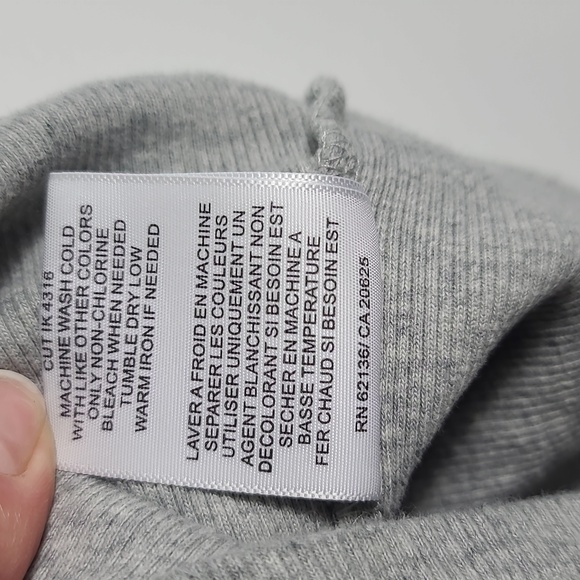 CUT IK 4316
MACHINE WASH COLD
WITH LIKE OTHER COLORS
ONLY NON-CHLORINE
BLEACH WHEN NEEDED
TUMBLE DRY LOW
WARM IRON IF NEEDED
LAVER A FROID EN MACHINE
SEPARER LES COULEURS
UTILISER UNIQUEMENT UN
AGENT BLANCHISSANT NON
DECOLORANT SI BESOIN EST
SECHER EN MACHINE A
BASSE TEMPERATURE
FER CHAUD SI BESOIN EST
RN 62136/ CA 20625